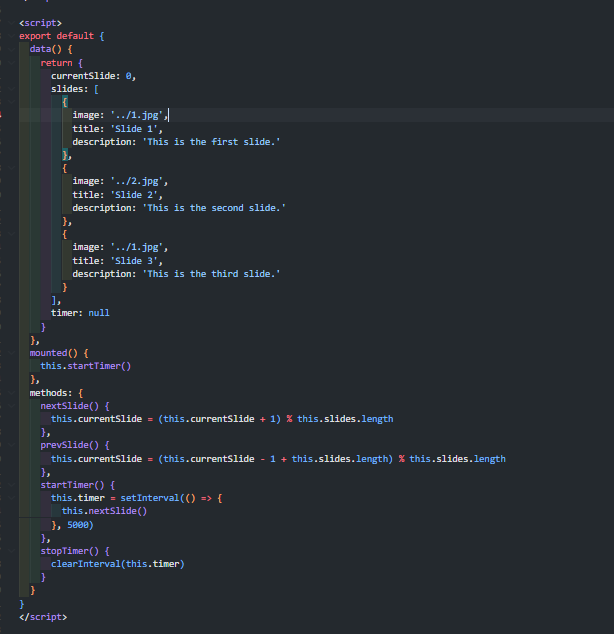 <script>
export default {
  data() {
    return {
      currentSlide: 0,
      slides: [
        {
          image: '../1.jpg',
          title: 'Slide 1',
          description: 'This is the first slide.'
        },
        {
          image: '../2.jpg',
          title: 'Slide 2',
          description: 'This is the second slide.'
        },
        {
          image: '../1.jpg',
          title: 'Slide 3',
          description: 'This is the third slide.'
        }
      ],
      timer: null
    }
  },
  mounted() {
    this.startTimer()
  },
  methods: {
    nextSlide() {
      this.currentSlide = (this.currentSlide + 1) % this.slides.length
    },
    prevSlide() {
      this.currentSlide = (this.currentSlide - 1 + this.slides.length) % this.slides.length
    },
    startTimer() {
      this.timer = setInterval(() => {
        this.nextSlide()
      }, 5000)
    },
    stopTimer() {
      clearInterval(this.timer)
    }
  }
}
</script>